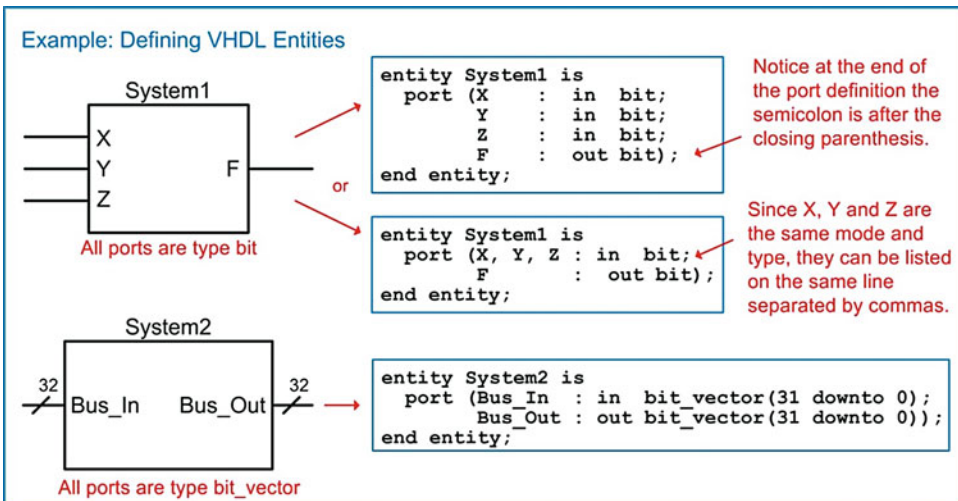 Example: Defining VHDL Entities
System1
X
Y
Z
F
All ports are type bit
or
entity System1 is
port (X : in bit;
Y : in bit;
Z : in bit;
F : out bit);
end entity;
Notice at the end of
the port definition the
semicolon is after the
closing parenthesis.
entity System1 is
port (X, Y, Z : in bit;
F : out bit);
end entity;
Since X, Y and Z are
the same mode and
type, they can be listed
on the same line
separated by commas.
System2
32
Bus_In
Bus_Out
32
All ports are type bit_vector
entity System2 is
port (Bus_In : in bit_vector(31 downto 0);
Bus_Out : out bit_vector(31 downto 0));
end entity;